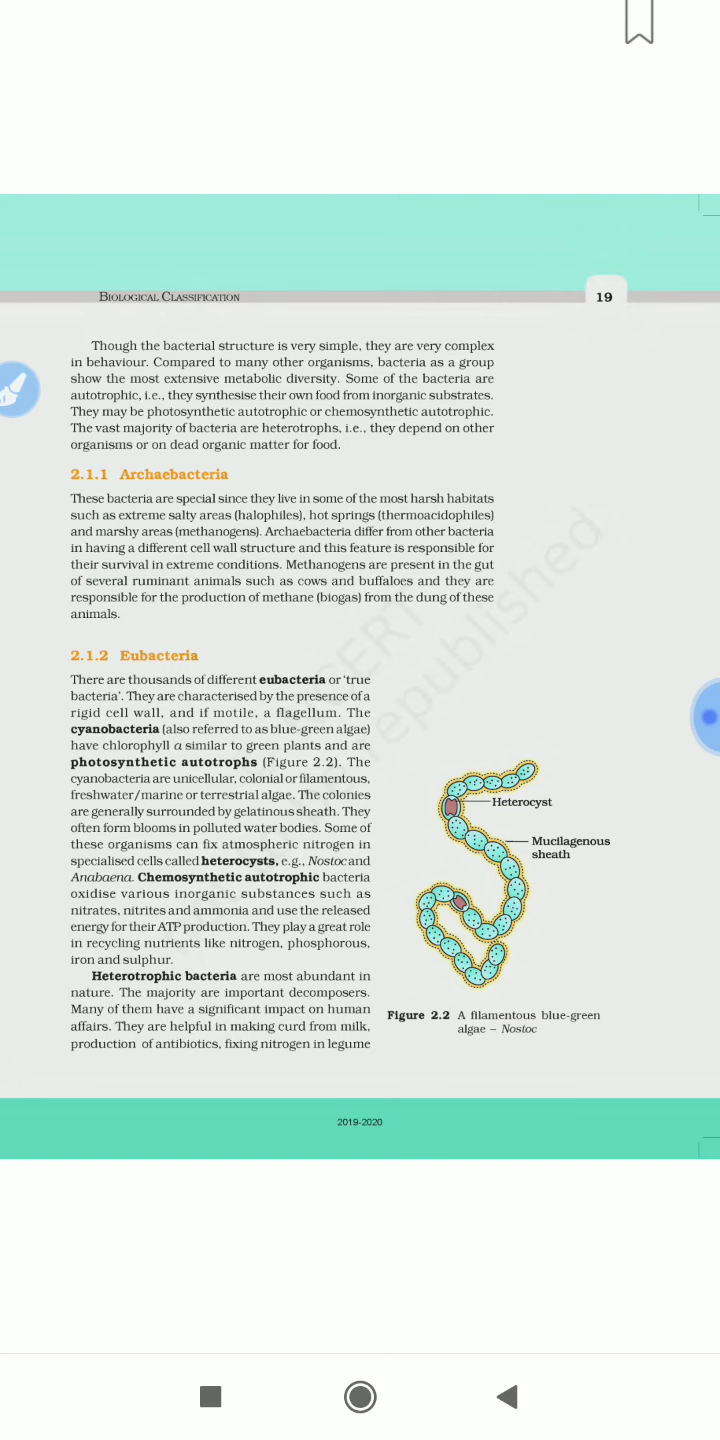 BIOLOGICAL CLASSIFICATION
19
Though the bacterial structure is very simple, they are very complex
in behaviour. Compared to many other organisms, bacteria as a group
show the most extensive metabolic diversity. Some of the bacteria are
autotrophic, i.e., they synthesise their own food from inorganic substrates.
They may be photosynthetic autotrophic or chemosynthetic autotrophic.
The vast majority of bacteria are heterotrophs, i.e., they depend on other
organisms or on dead organic matter for food.
2.1.1 Archaebacteria
These bacteria are special since they live in some of the most harsh habitats
such as extreme salty areas (halophiles), hot springs (thermoacidophiles)
and marshy areas (methanogens). Archaebacteria differ from other bacteria
in having a different cell wall structure and this feature is responsible for
their survival in extreme conditions. Methanogens are present in the gut
of several ruminant animals such as cows and buffaloes and they are
responsible for the production of methane (biogas) from the dung of these
animals.
2.1.2 Eubacteria
There are thousands of different eubacteria or ‘true
bacteria’. They are characterised by the presence of a
rigid cell wall, and if motile, a flagellum. The
cyanobacteria (also referred to as blue-green algae)
have chlorophyll a similar to green plants and are
photosynthetic autotrophs (Figure 2.2). The
cyanobacteria are unicellular, colonial or filamentous,
freshwater/marine or terrestrial algae. The colonies
are generally surrounded by gelatinous sheath. They
often form blooms in polluted water bodies. Some of
these organisms can fix atmospheric nitrogen in
specialised cells called heterocysts, e.g., Nostoc and
Anabaena. Chemosynthetic autotrophic bacteria
oxidise various inorganic substances such as
nitrates, nitrites and ammonia and use the released
energy for their ATP production. They play a great role
in recycling nutrients like nitrogen, phosphorous,
iron and sulphur.
Heterotrophic bacteria are most abundant in
nature. The majority are important decomposers.
Many of them have a significant impact on human
affairs. They are helpful in making curd from milk,
production of antibiotics, fixing nitrogen in legume
Heterocyst
Mucilagenous
sheath
Figure 2.2 A filamentous blue-green
algae – Nostoc
2019-2020